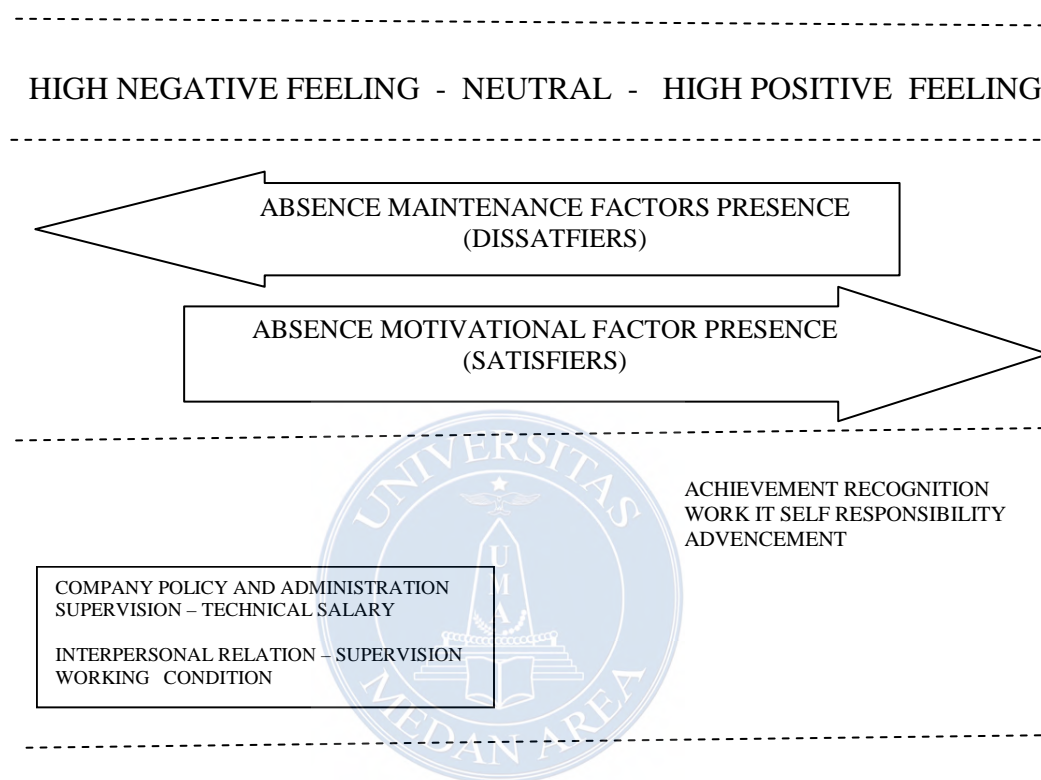 HIGH NEGATIVE FEELING - NEUTRAL - HIGH POSITIVE FEELING
ABSENCE MAINTENANCE FACTORS PRESENCE
(DISSATFIERS)
ABSENCE MOTIVATIONAL FACTOR PRESENCE
(SATISFIERS)
ACHIEVEMENT RECOGNITION
WORK IT SELF RESPONSIBILITY
ADVENCEMENT
COMPANY POLICY AND ADMINISTRATION
SUPERVISION – TECHNICAL SALARY
INTERPERSONAL RELATION – SUPERVISION
WORKING CONDITION
UNIVERSITAS
UMA
MEDAN AREA